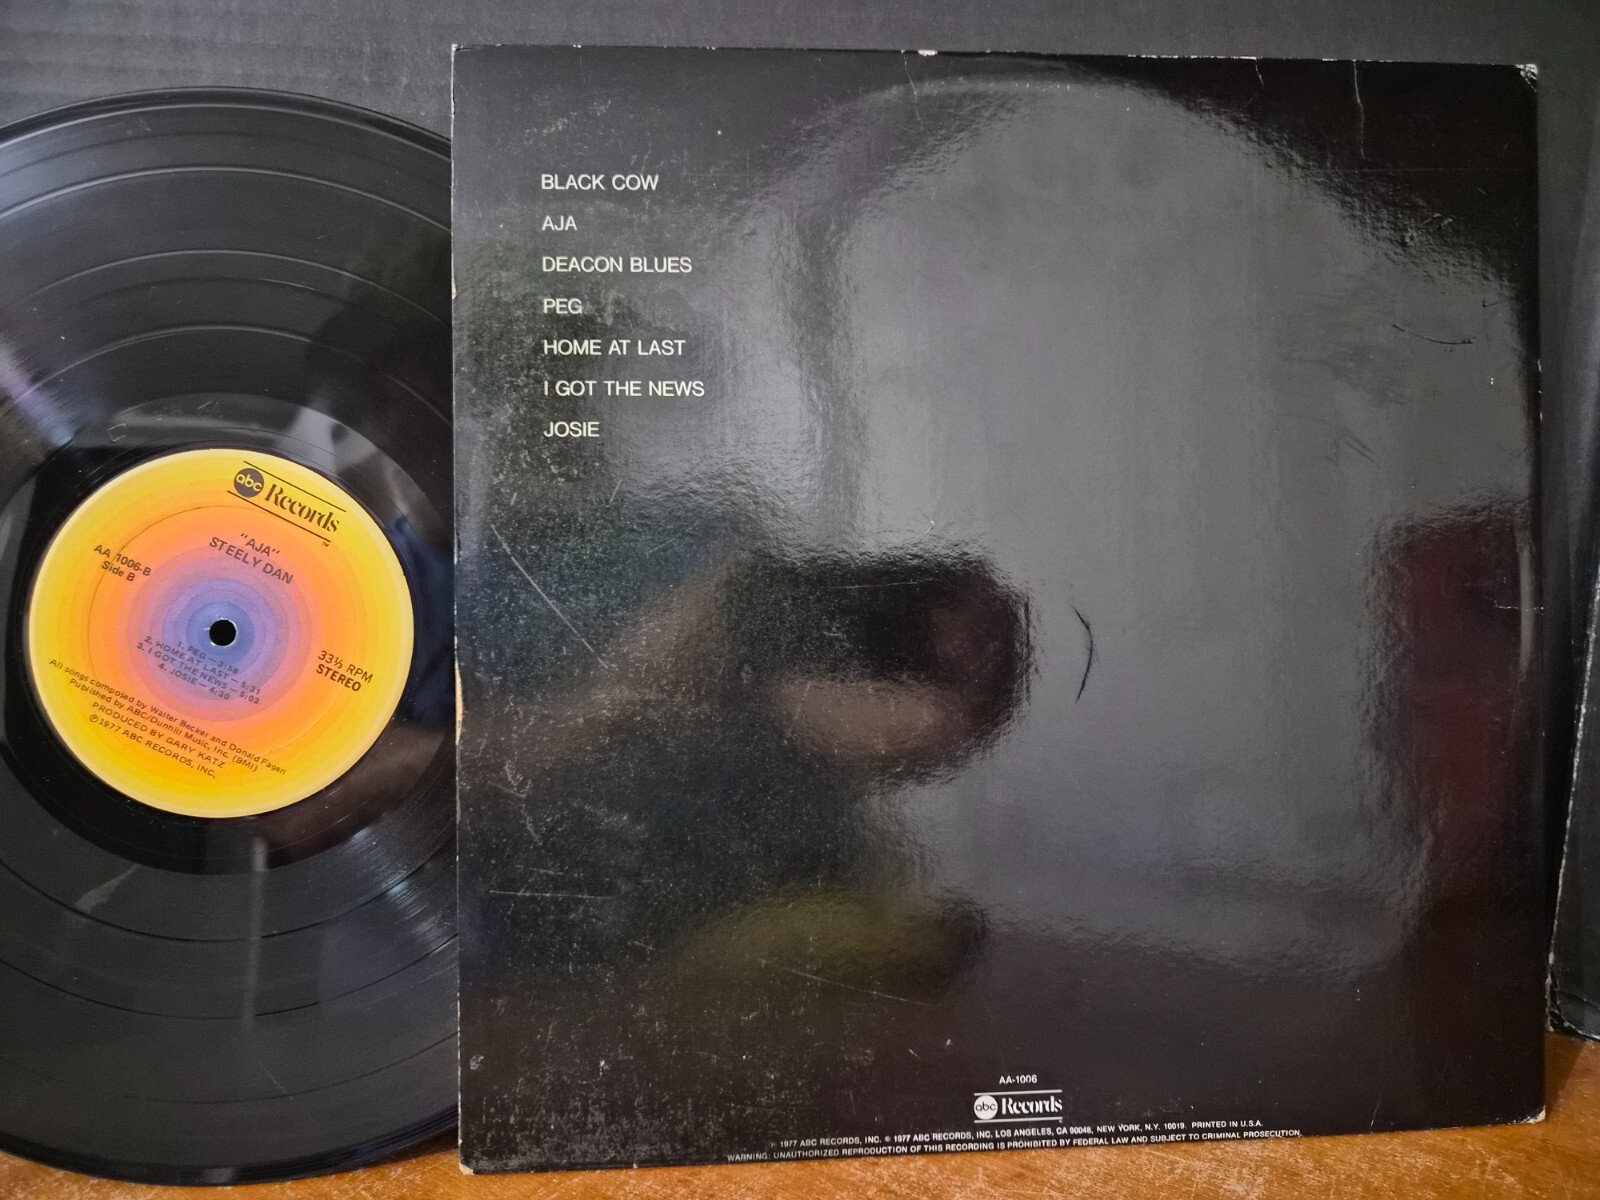 abc Records
TM
"AJA"
STEELY DAN
AA 1006-B
Side B
1. PEG — 3:58
2. HOME AT LAST — 5:31
3. I GOT THE NEWS — 5:03
4. JOSIE — 4:30
33⅓ RPM
STEREO
All songs composed by Walter Becker and Donald Fagen
Published by ABC/Dunhill Music, Inc. (BMI)
PRODUCED BY GARY KATZ
℗1977 ABC RECORDS, INC.
BLACK COW
AJA
DEACON BLUES
PEG
HOME AT LAST
I GOT THE NEWS
JOSIE
AA-1006
abc Records
℗ 1977 ABC RECORDS, INC. © 1977 ABC RECORDS, INC. LOS ANGELES, CA 90048, NEW YORK, N.Y. 10019. PRINTED IN U.S.A.
WARNING: UNAUTHORIZED REPRODUCTION OF THIS RECORDING IS PROHIBITED BY FEDERAL LAW AND SUBJECT TO CRIMINAL PROSECUTION.